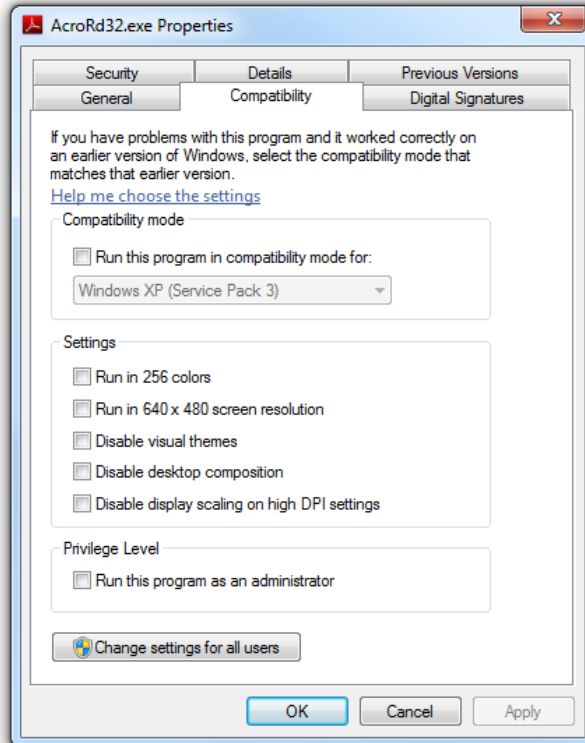 AcroRd32.exe Properties
Security Details Previous Versions
General Compatibility Digital Signatures
If you have problems with this program and it worked correctly on
an earlier version of Windows, select the compatibility mode that
matches that earlier version.
Help me choose the settings
Compatibility mode
Run this program in compatibility mode for:
Windows XP (Service Pack 3)
Settings
Run in 256 colors
Run in 640 x 480 screen resolution
Disable visual themes
Disable desktop composition
Disable display scaling on high DPI settings
Privilege Level
Run this program as an administrator
Change settings for all users
OK Cancel Apply